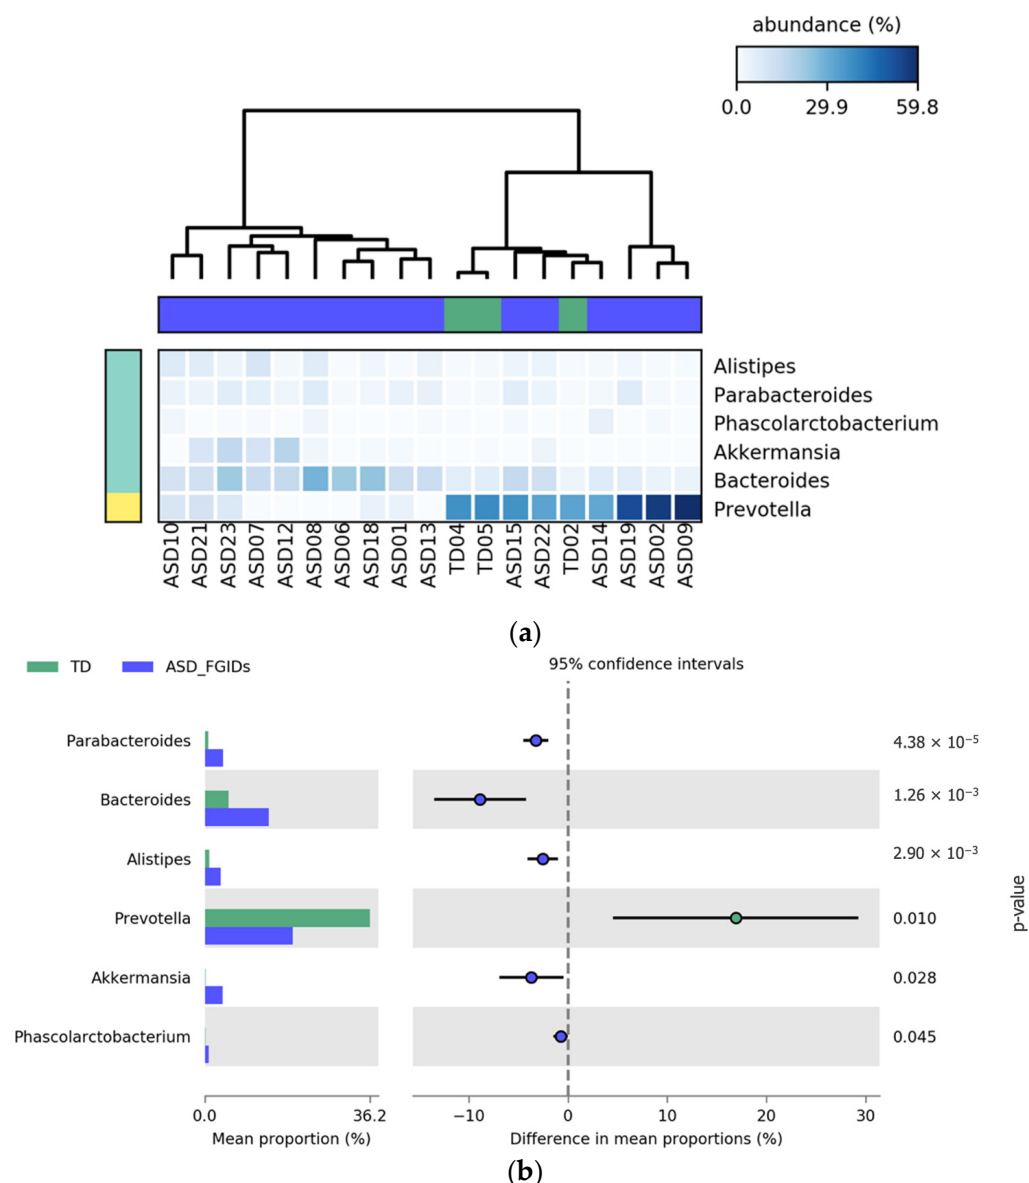 abundance (%)
0.0 29.9 59.8
Alistipes
Parabacteroides
Phascolarctobacterium
Akkermansia
Bacteroides
Prevotella
ASD10 ASD21 ASD23 ASD07 ASD12 ASD08 ASD06 ASD18 ASD01 ASD13 TD04 TD05 ASD15 ASD22 TD02 ASD14 ASD19 ASD02 ASD09
(a)
TD ASD_FGIDs 95% confidence intervals
Parabacteroides 4.38 × 10⁻⁵
Bacteroides 1.26 × 10⁻³
Alistipes 2.90 × 10⁻³
Prevotella 0.010
Akkermansia 0.028
Phascolarctobacterium 0.045
p-value
0.0 36.2 −10 0 10 20 30
Mean proportion (%) Difference in mean proportions (%)
(b)